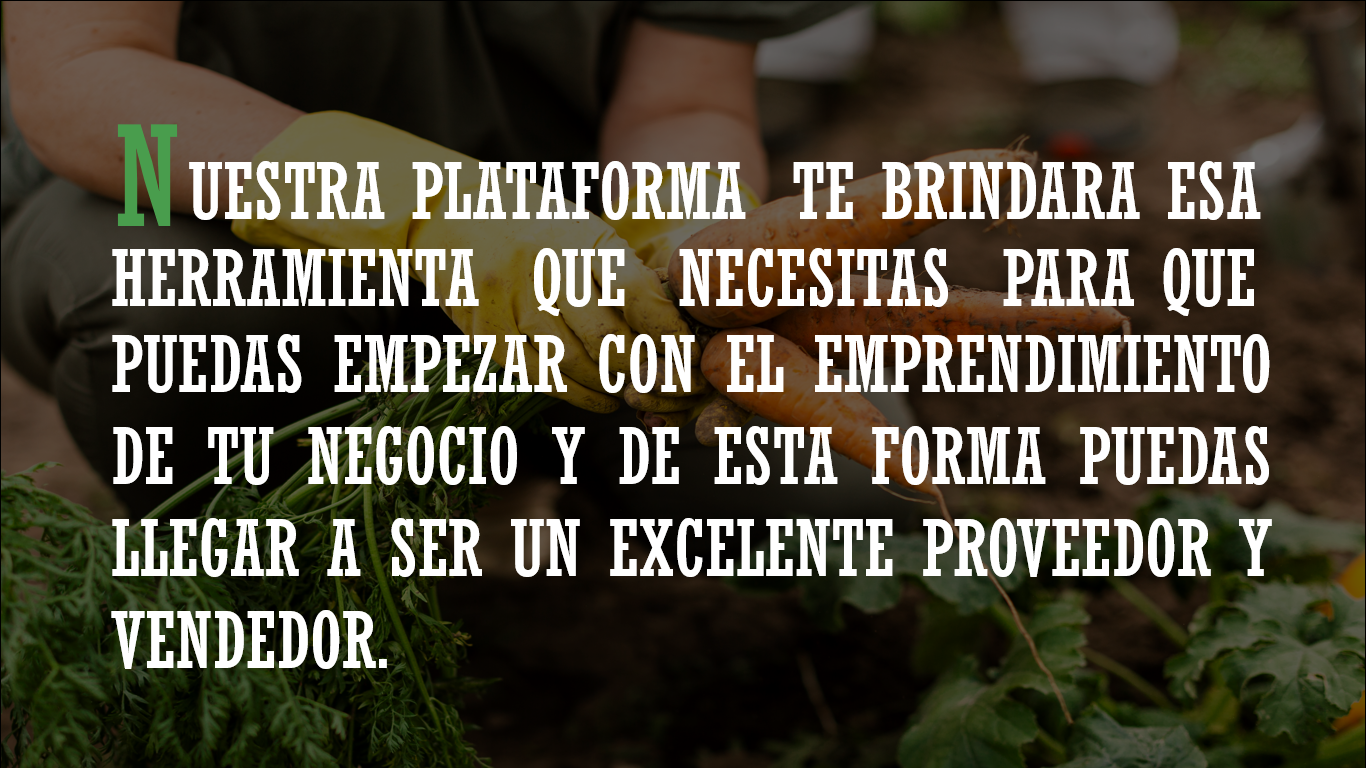 NUESTRA PLATAFORMA TE BRINDARA ESA
HERRAMIENTA QUE NECESITAS PARA QUE
PUEDAS EMPEZAR CON EL EMPRENDIMIENTO
DE TU NEGOCIO Y DE ESTA FORMA PUEDAS
LLEGAR A SER UN EXCELENTE PROVEEDOR Y
VENDEDOR.